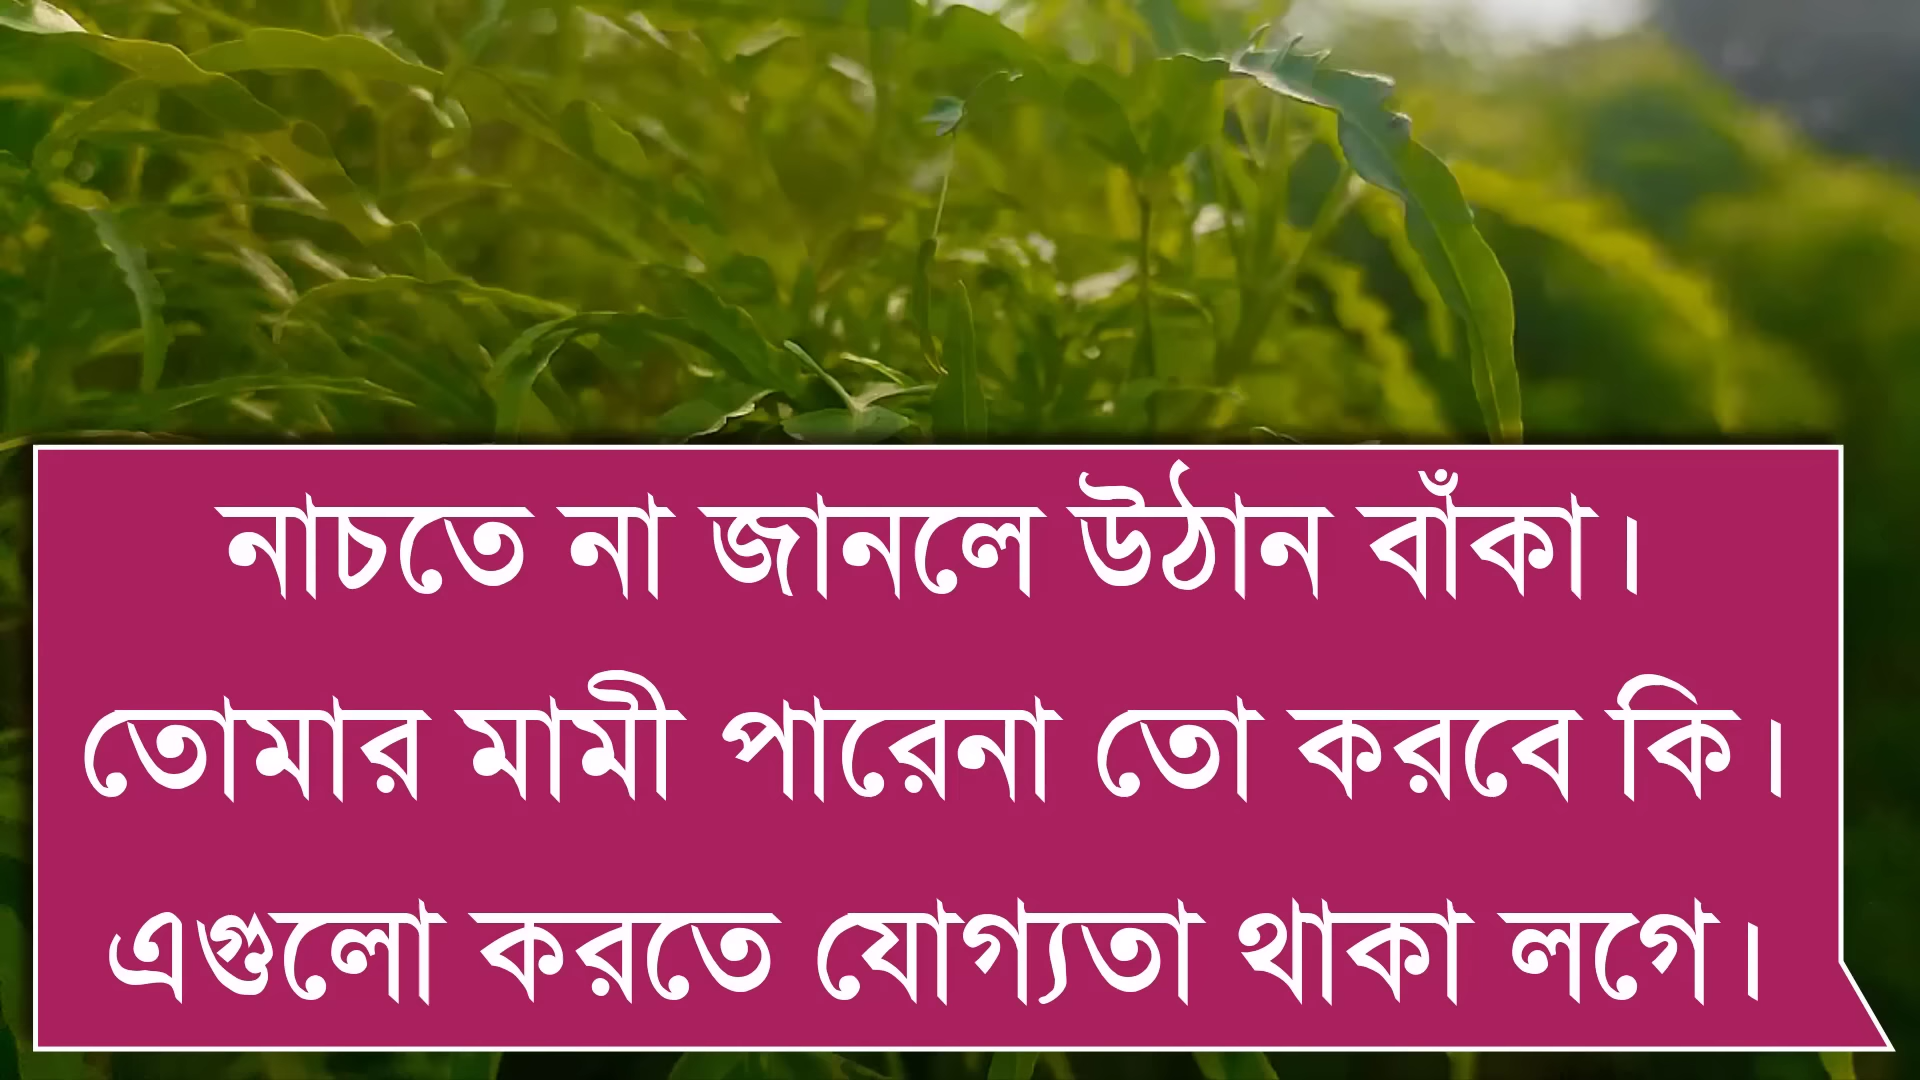 নাচতে না জানলে উঠান বাঁকা।
তোমার মামী পারেনা তো করবে কি।
এগুলো করতে যোগ্যতা থাকা লগে।